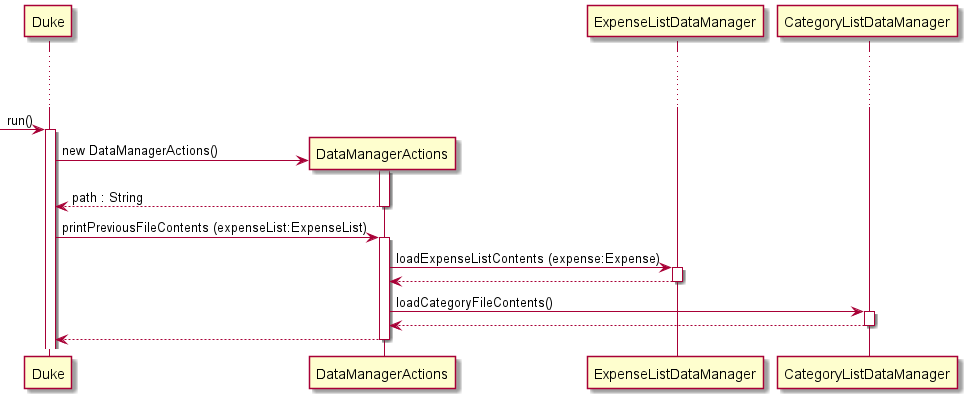 Duke
ExpenseListDataManager
CategoryListDataManager
run()
new DataManagerActions()
DataManagerActions
path : String
printPreviousFileContents (expenseList:ExpenseList)
loadExpenseListContents (expense:Expense)
loadCategoryFileContents()
Duke
DataManagerActions
ExpenseListDataManager
CategoryListDataManager